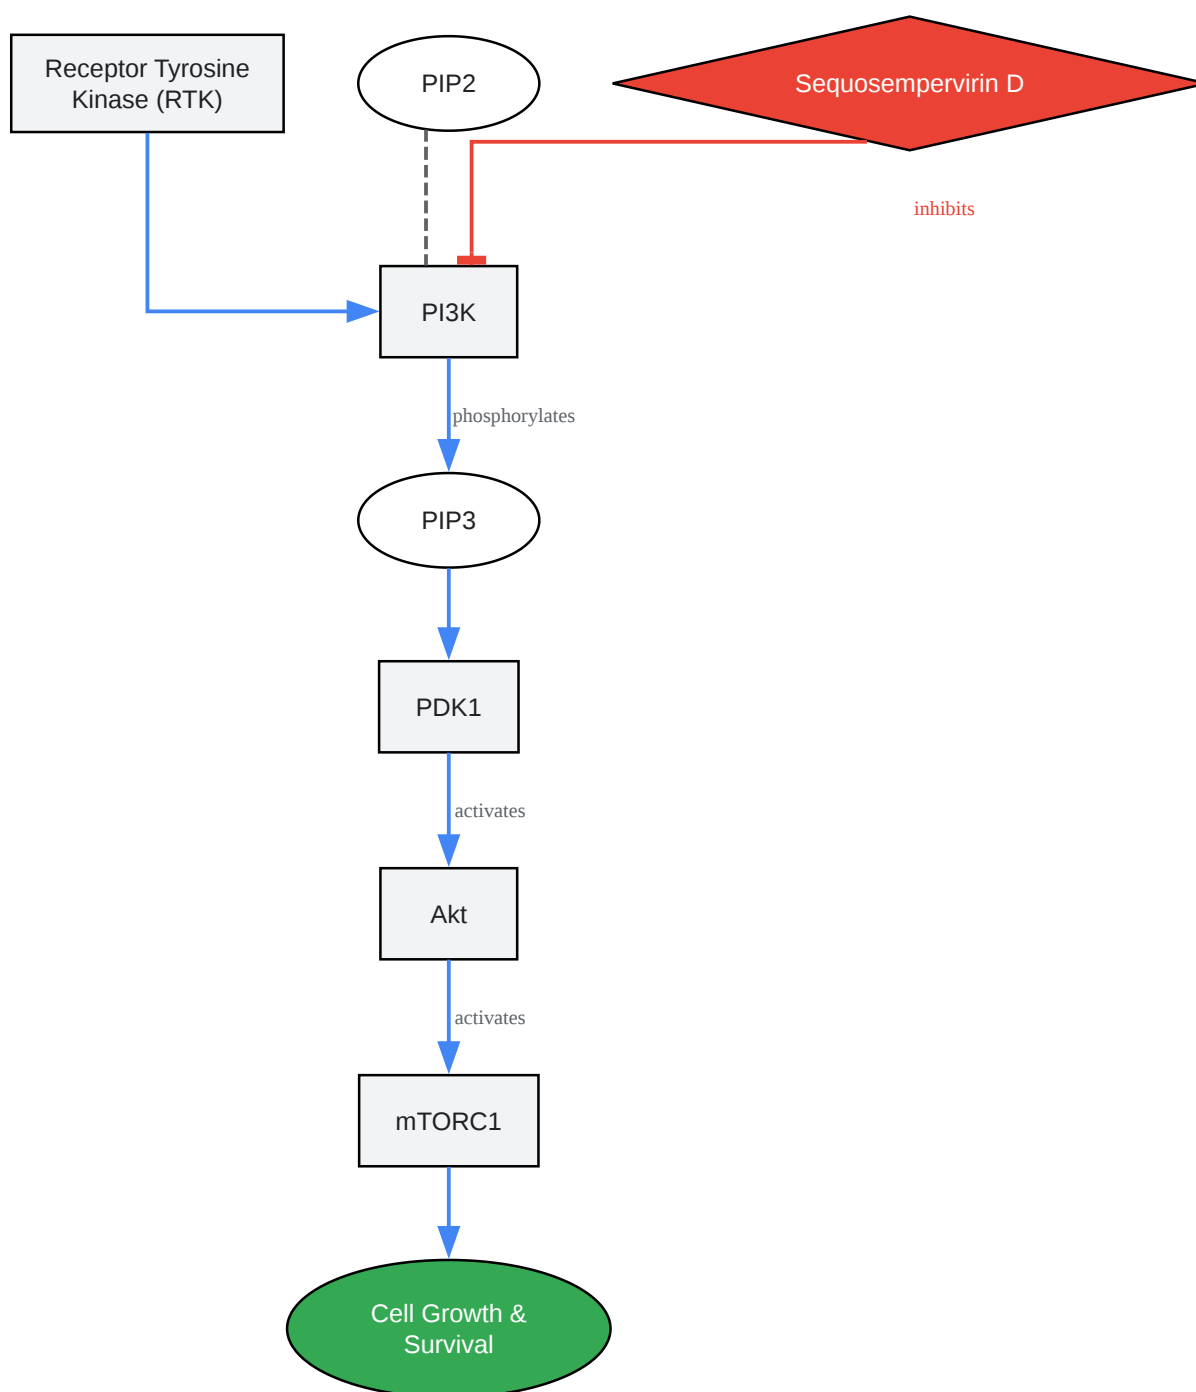 Receptor Tyrosine
Kinase (RTK)
PIP2
Sequosempervirin D
inhibits
PI3K
phosphorylates
PIP3
PDK1
activates
Akt
activates
mTORC1
Cell Growth &
Survival